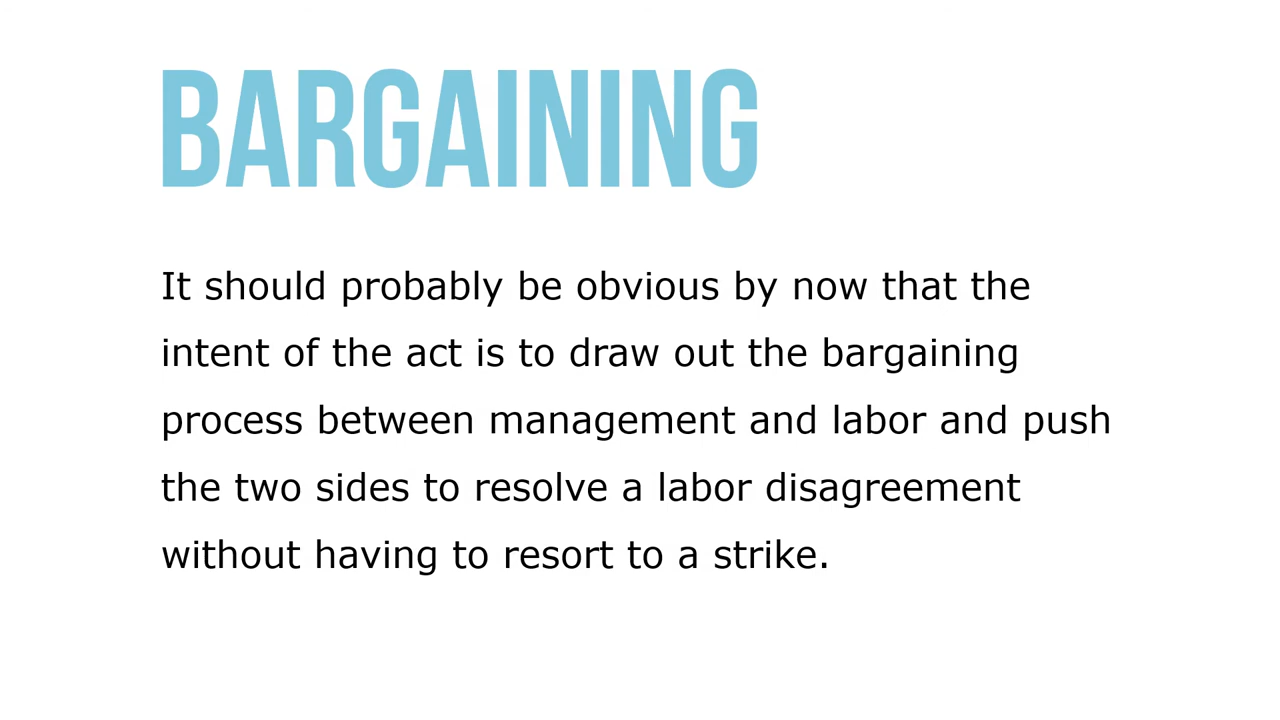 BARGAINING
It should probably be obvious by now that the
intent of the act is to draw out the bargaining
process between management and labor and push
the two sides to resolve a labor disagreement
without having to resort to a strike.